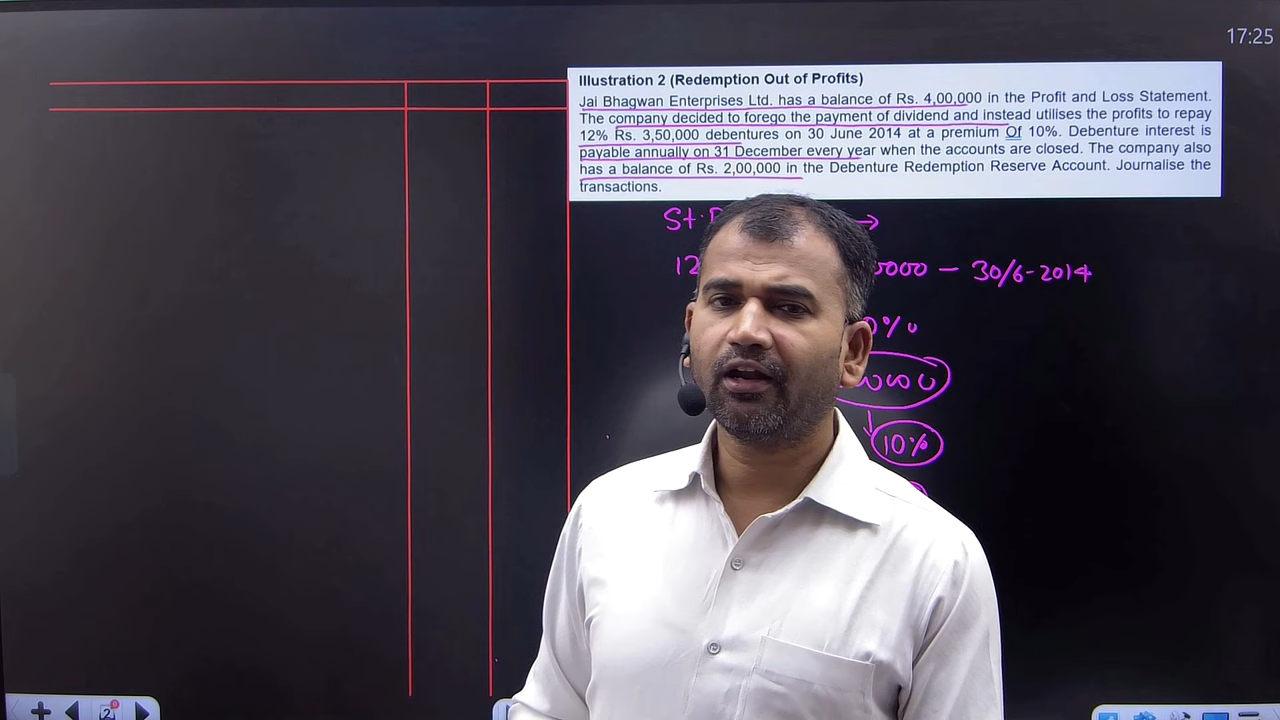 17:25
Illustration 2 (Redemption Out of Profits)
Jai Bhagwan Enterprises Ltd. has a balance of Rs. 4,00,000 in the Profit and Loss Statement.
The company decided to forego the payment of dividend and instead utilises the profits to repay
12% Rs. 3,50,000 debentures on 30 June 2014 at a premium Of 10%. Debenture interest is
payable annually on 31 December every year when the accounts are closed. The company also
has a balance of Rs. 2,00,000 in the Debenture Redemption Reserve Account. Journalise the
transactions.
12 0000 – 30/6-2014
0%
10%
2